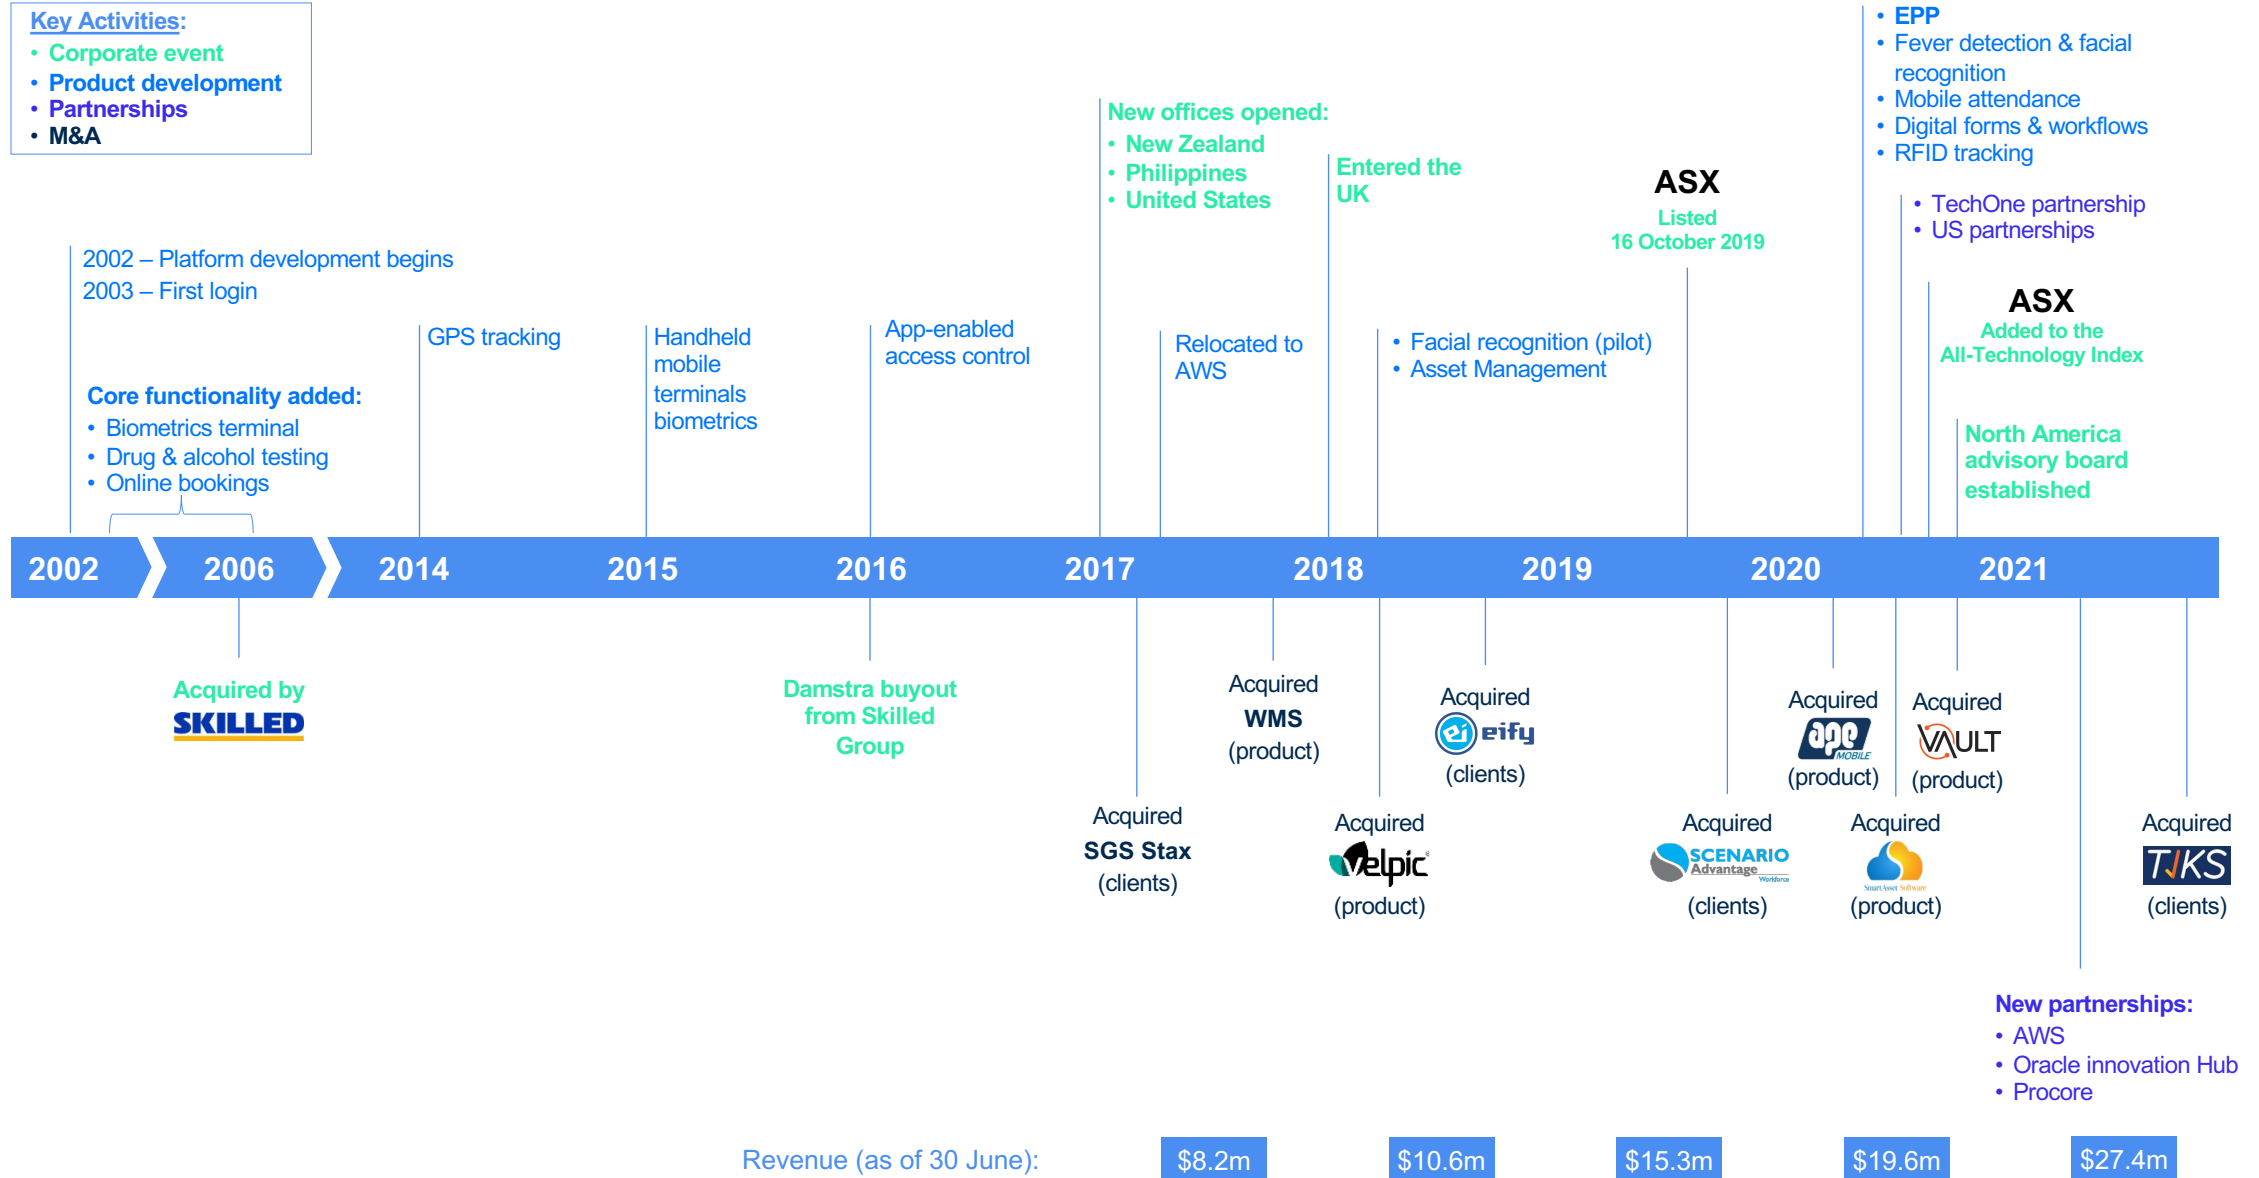 Key Activities:
• Corporate event
• Product development
• Partnerships
• M&A
2002 – Platform development begins
2003 – First login
Core functionality added:
• Biometrics terminal
• Drug & alcohol testing
• Online bookings
GPS tracking
Handheld
mobile
terminals
biometrics
App-enabled
access control
New offices opened:
• New Zealand
• Philippines
• United States
Relocated to
AWS
Entered the
UK
• Facial recognition (pilot)
• Asset Management
ASX
Listed
16 October 2019
• EPP
• Fever detection & facial
recognition
• Mobile attendance
• Digital forms & workflows
• RFID tracking
• TechOne partnership
• US partnerships
ASX
Added to the
All-Technology Index
North America
advisory board
established
2002 2006 2014 2015 2016 2017 2018 2019 2020 2021
Acquired by
SKILLED
Damstra buyout
from Skilled
Group
Acquired
SGS Stax
(clients)
Acquired
WMS
(product)
Acquired
velpic
(product)
Acquired
ei eify
(clients)
Acquired
SCENARIO
Advantage
Workforce
(clients)
Acquired
ape
MOBILE
(product)
Acquired
SmartAsset Software
(product)
Acquired
VAULT
(product)
New partnerships:
• AWS
• Oracle innovation Hub
• Procore
Acquired
TIKS
(clients)
Revenue (as of 30 June): $8.2m $10.6m $15.3m $19.6m $27.4m